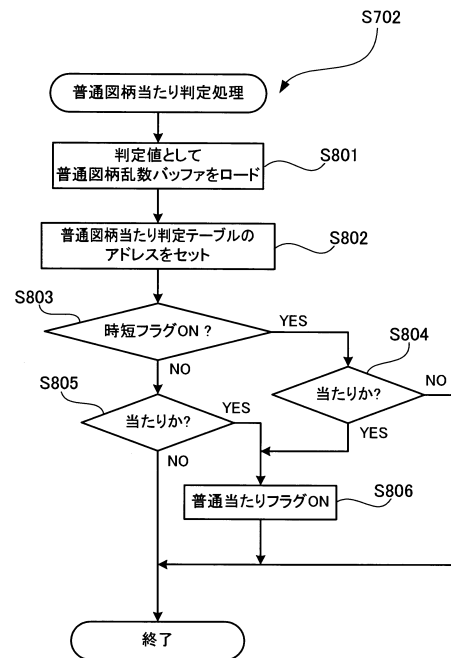 S702
普通図柄当たり判定処理
判定値として
普通図柄乱数バッファをロード
S801
普通図柄当たり判定テーブルの
アドレスをセット
S802
S803
時短フラグON？
YES
NO
S804
当たりか?
NO
YES
S805
当たりか?
YES
NO
普通当たりフラグON
S806
終了